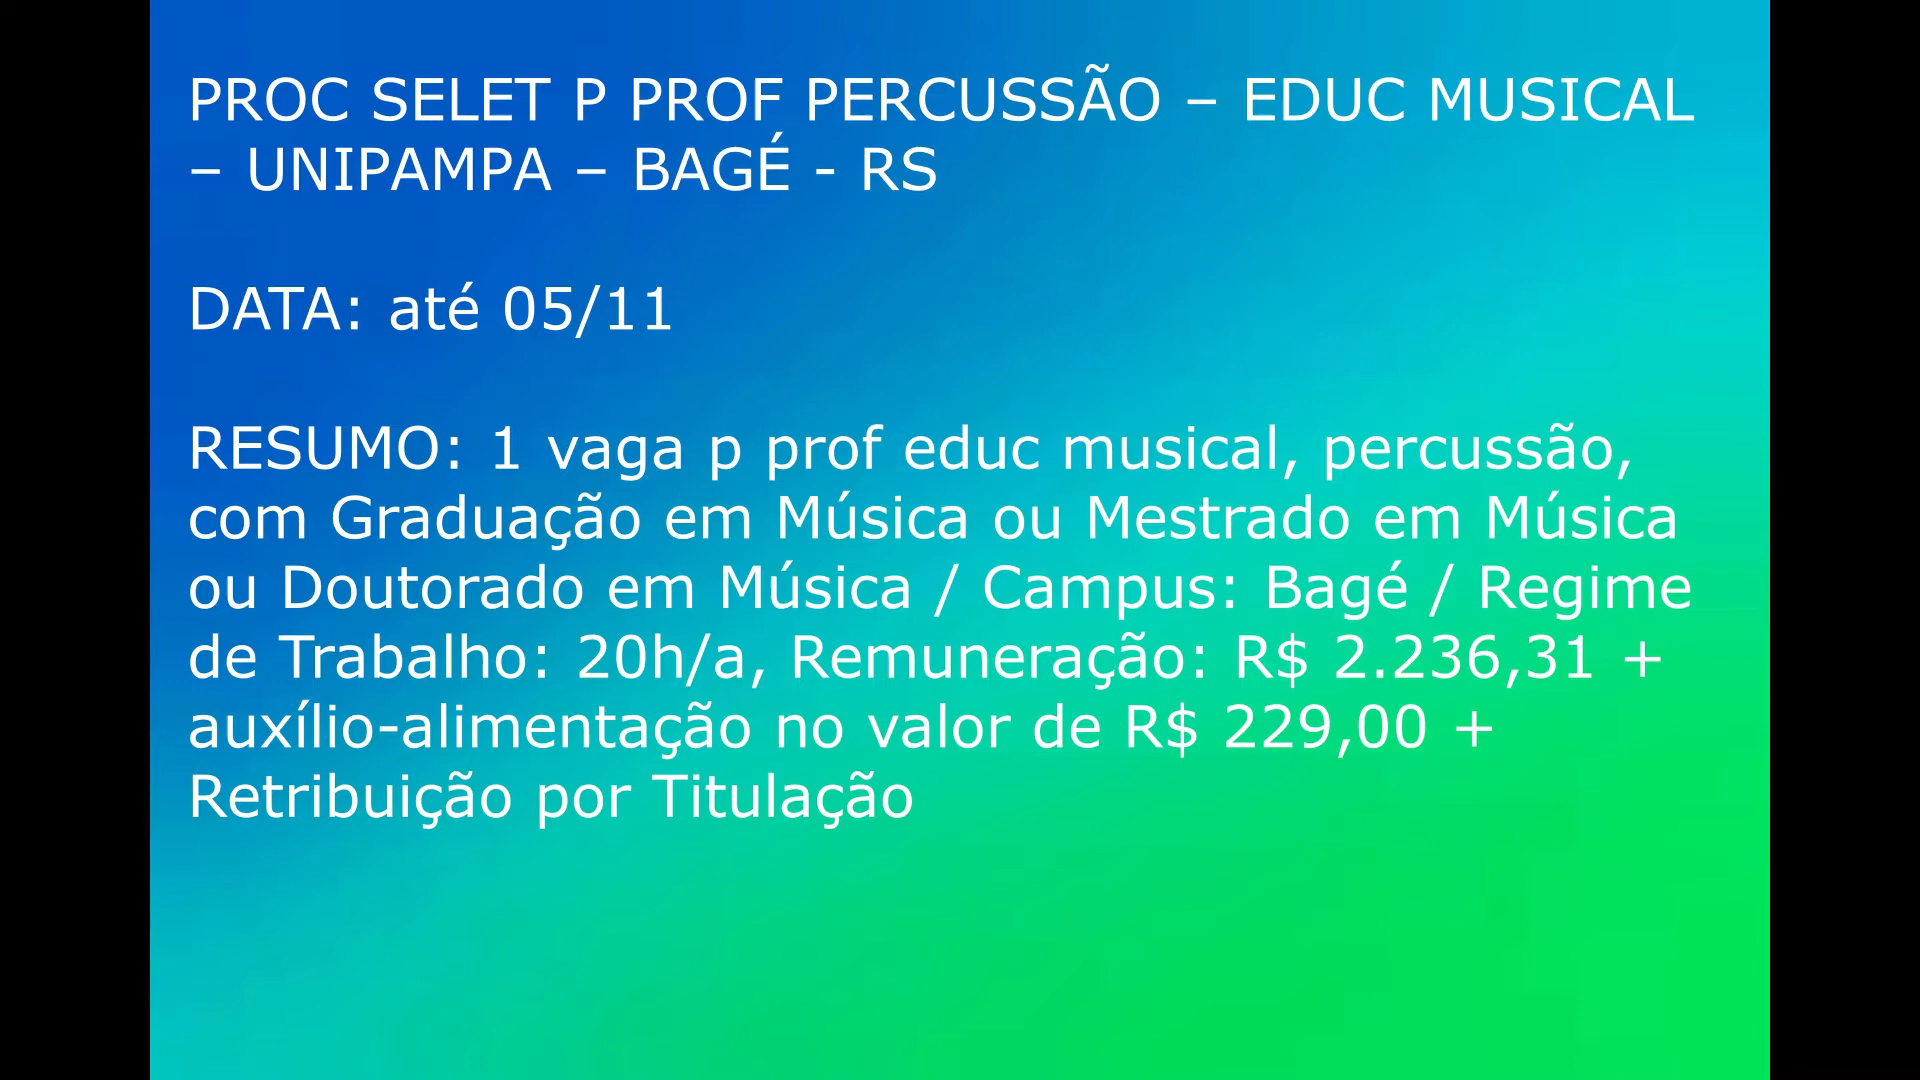 PROC SELET P PROF PERCUSSÃO – EDUC MUSICAL
– UNIPAMPA – BAGÉ - RS
DATA: até 05/11
RESUMO: 1 vaga p prof educ musical, percussão,
com Graduação em Música ou Mestrado em Música
ou Doutorado em Música / Campus: Bagé / Regime
de Trabalho: 20h/a, Remuneração: R$ 2.236,31 +
auxílio-alimentação no valor de R$ 229,00 +
Retribuição por Titulação